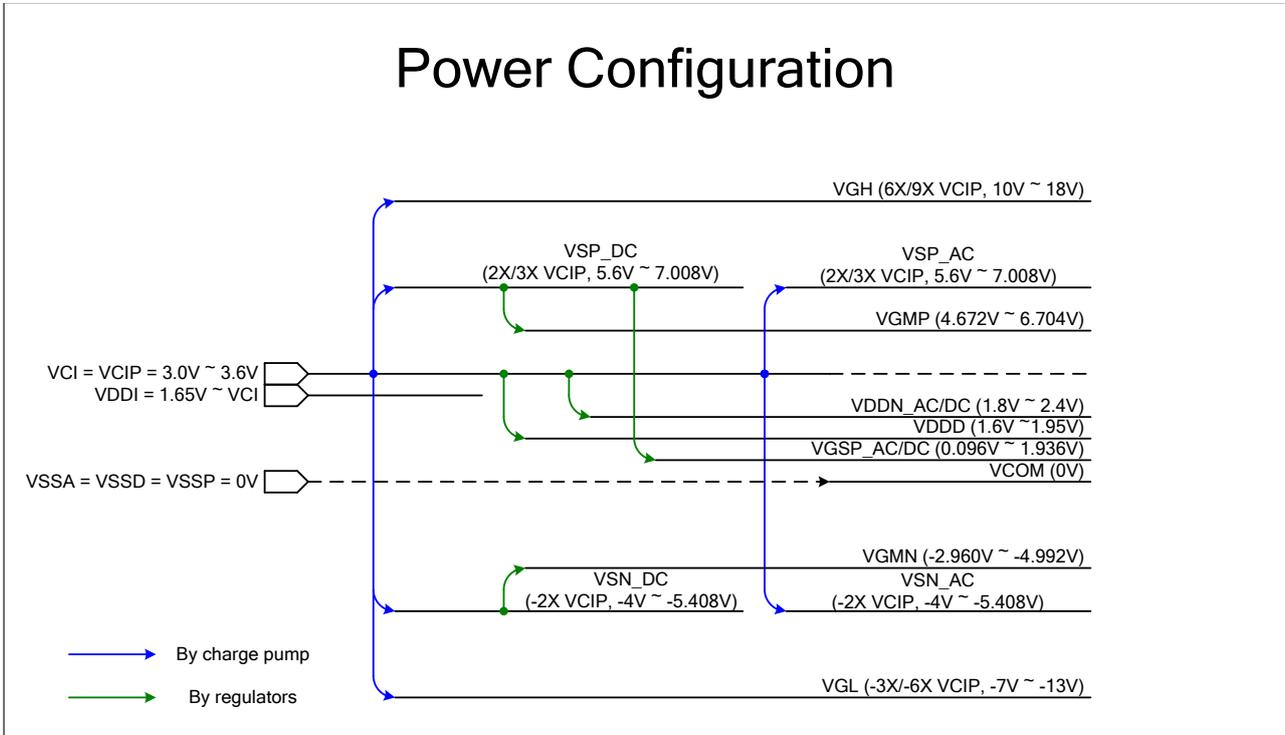 Power Configuration
VGH (6X/9X VCIP, 10V ~ 18V)
VSP_DC
(2X/3X VCIP, 5.6V ~ 7.008V)
VSP_AC
(2X/3X VCIP, 5.6V ~ 7.008V)
VGMP (4.672V ~ 6.704V)
VCI = VCIP = 3.0V ~ 3.6V
VDDI = 1.65V ~ VCI
VDDN_AC/DC (1.8V ~ 2.4V)
VDDD (1.6V ~1.95V)
VGSP_AC/DC (0.096V ~ 1.936V)
VCOM (0V)
VSSA = VSSD = VSSP = 0V
VGMN (-2.960V ~ -4.992V)
VSN_DC
(-2X VCIP, -4V ~ -5.408V)
VSN_AC
(-2X VCIP, -4V ~ -5.408V)
By charge pump
By regulators
VGL (-3X/-6X VCIP, -7V ~ -13V)